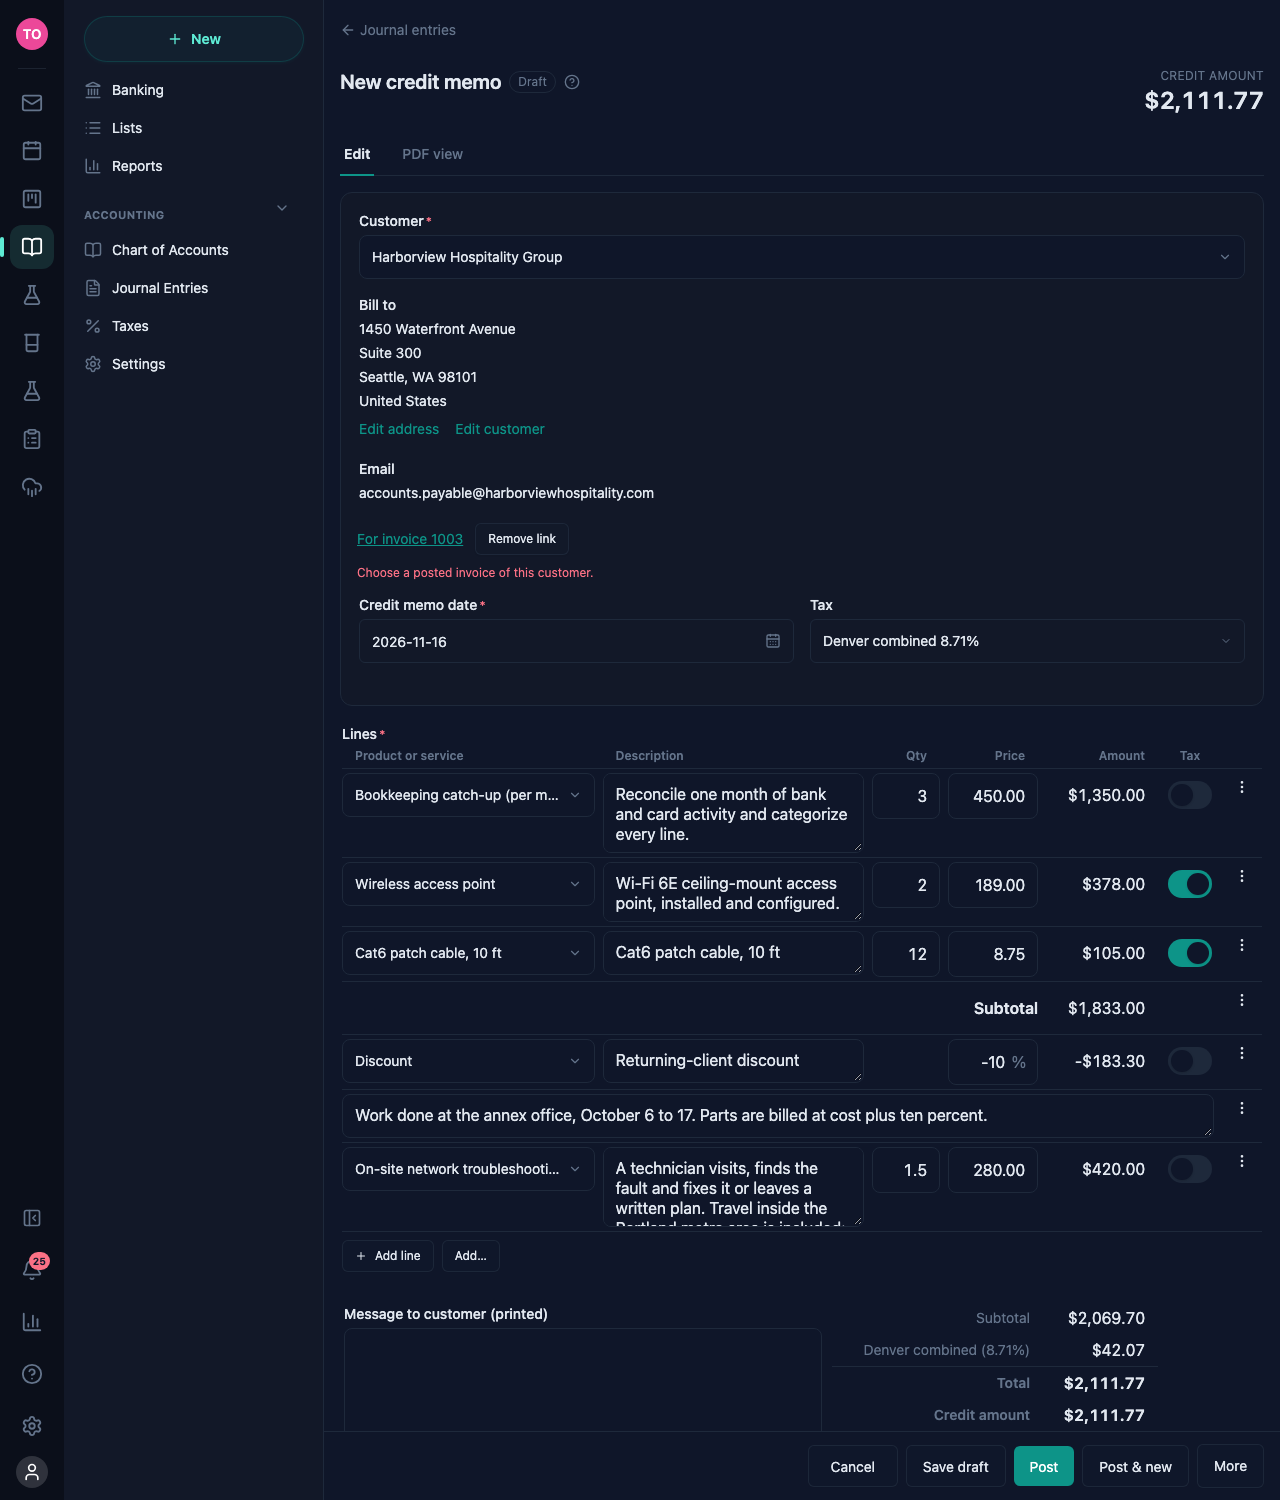 TO
New
Banking
Lists
Reports
ACCOUNTING
Chart of Accounts
Journal Entries
Taxes
Settings
25
Journal entries
New credit memo
Draft
CREDIT AMOUNT
$2,111.77
Edit
PDF view
Customer*
Harborview Hospitality Group
Bill to
1450 Waterfront Avenue
Suite 300
Seattle, WA 98101
United States
Edit address
Edit customer
Email
accounts.payable@harborviewhospitality.com
For invoice 1003
Remove link
Choose a posted invoice of this customer.
Credit memo date*
2026-11-16
Tax
Denver combined 8.71%
Lines*
Product or service
Description
Qty
Price
Amount
Tax
Bookkeeping catch-up (per m...
Reconcile one month of bank
and card activity and categorize
every line.
3
450.00
$1,350.00
Wireless access point
Wi-Fi 6E ceiling-mount access
point, installed and configured.
2
189.00
$378.00
Cat6 patch cable, 10 ft
Cat6 patch cable, 10 ft
12
8.75
$105.00
Subtotal
$1,833.00
Discount
Returning-client discount
-10 %
-$183.30
Work done at the annex office, October 6 to 17. Parts are billed at cost plus ten percent.
On-site network troubleshooti...
A technician visits, finds the
fault and fixes it or leaves a
written plan. Travel inside the
Portland metro area is included;
1.5
280.00
$420.00
+ Add line
Add...
Message to customer (printed)
Subtotal
$2,069.70
Denver combined (8.71%)
$42.07
Total
$2,111.77
Credit amount
$2,111.77
Cancel
Save draft
Post
Post & new
More